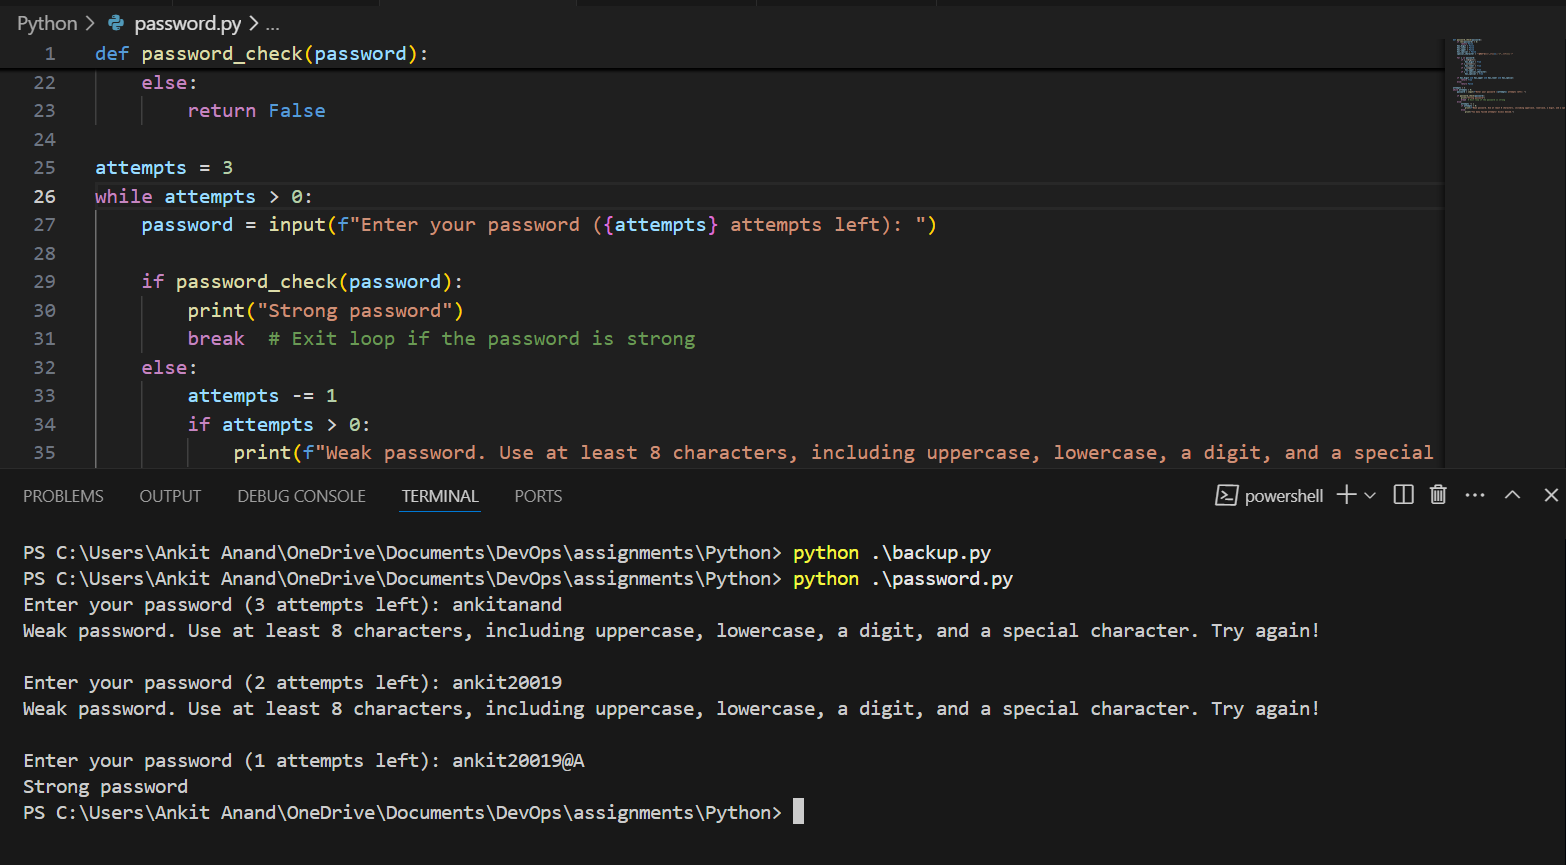 Python > password.py > ...
1 def password_check(password):
22 else:
23 return False
24
25 attempts = 3
26 while attempts > 0:
27 password = input(f"Enter your password ({attempts} attempts left): ")
28
29 if password_check(password):
30 print("Strong password")
31 break # Exit loop if the password is strong
32 else:
33 attempts -= 1
34 if attempts > 0:
35 print(f"Weak password. Use at least 8 characters, including uppercase, lowercase, a digit, and a special
PROBLEMS OUTPUT DEBUG CONSOLE TERMINAL PORTS powershell
PS C:\Users\Ankit Anand\OneDrive\Documents\DevOps\assignments\Python> python .\backup.py
PS C:\Users\Ankit Anand\OneDrive\Documents\DevOps\assignments\Python> python .\password.py
Enter your password (3 attempts left): ankitanand
Weak password. Use at least 8 characters, including uppercase, lowercase, a digit, and a special character. Try again!
Enter your password (2 attempts left): ankit20019
Weak password. Use at least 8 characters, including uppercase, lowercase, a digit, and a special character. Try again!
Enter your password (1 attempts left): ankit20019@A
Strong password
PS C:\Users\Ankit Anand\OneDrive\Documents\DevOps\assignments\Python>